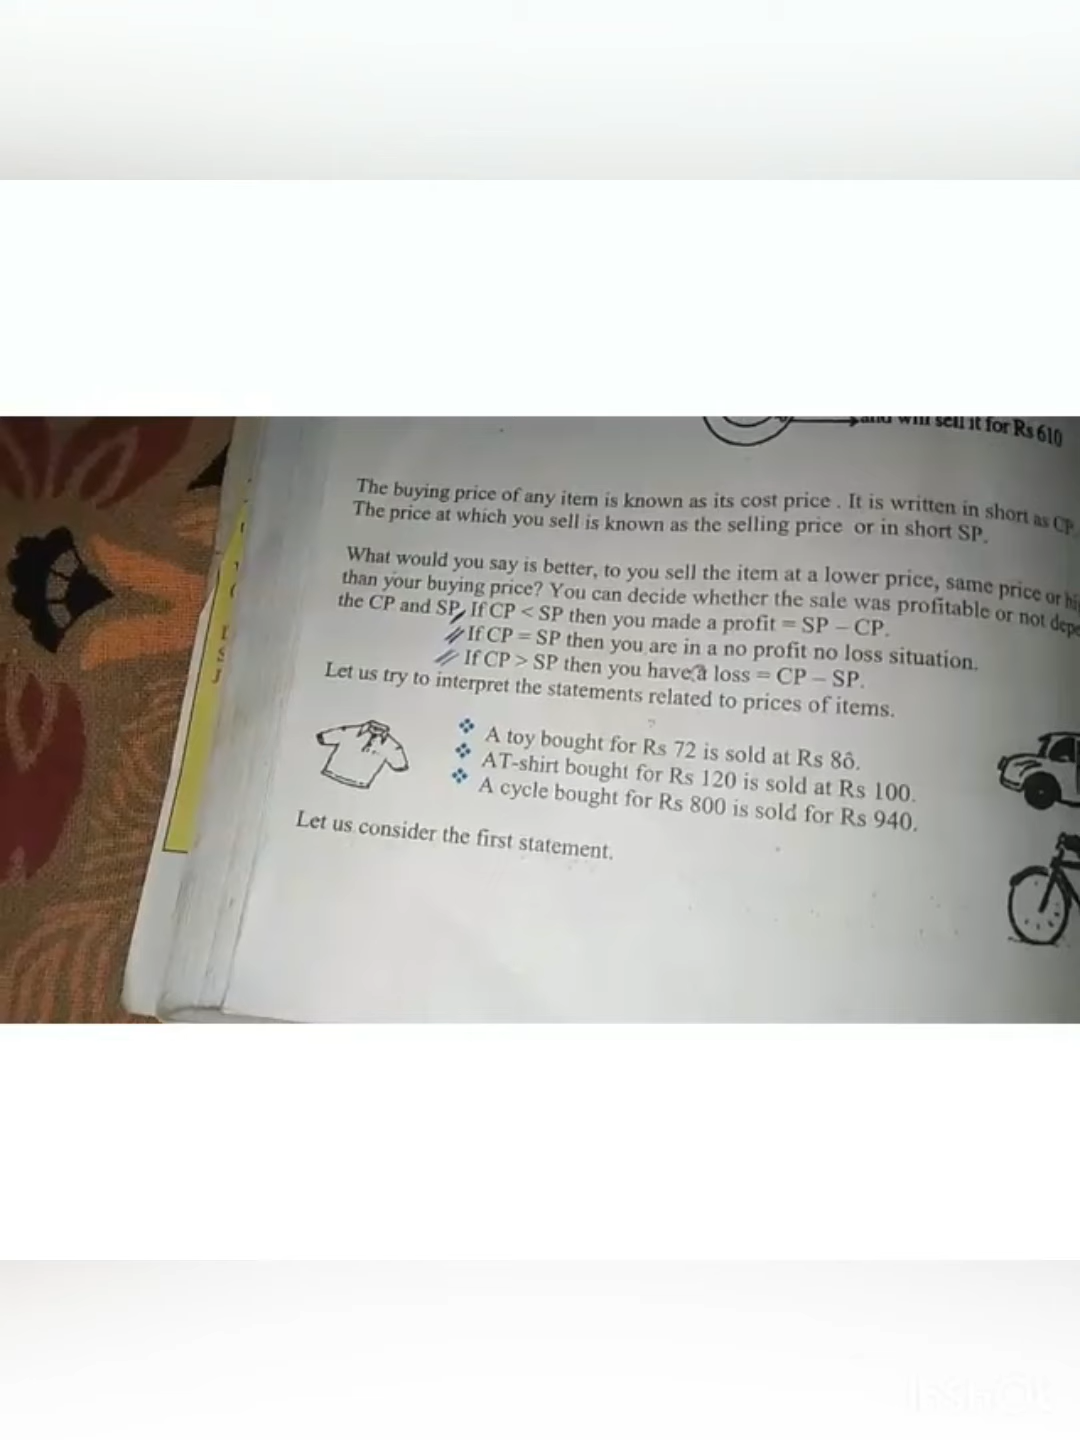 and will sell it for Rs 610
The buying price of any item is known as its cost price . It is written in short as CP.
The price at which you sell is known as the selling price or in short SP.
What would you say is better, to you sell the item at a lower price, same price or
than your buying price? You can decide whether the sale was profitable or not
the CP and SP. If CP < SP then you made a profit = SP – CP.
If CP = SP then you are in a no profit no loss situation.
If CP > SP then you have a loss = CP – SP.
Let us try to interpret the statements related to prices of items.
❖ A toy bought for Rs 72 is sold at Rs 80.
❖ AT-shirt bought for Rs 120 is sold at Rs 100.
❖ A cycle bought for Rs 800 is sold for Rs 940.
Let us consider the first statement.
InShOt